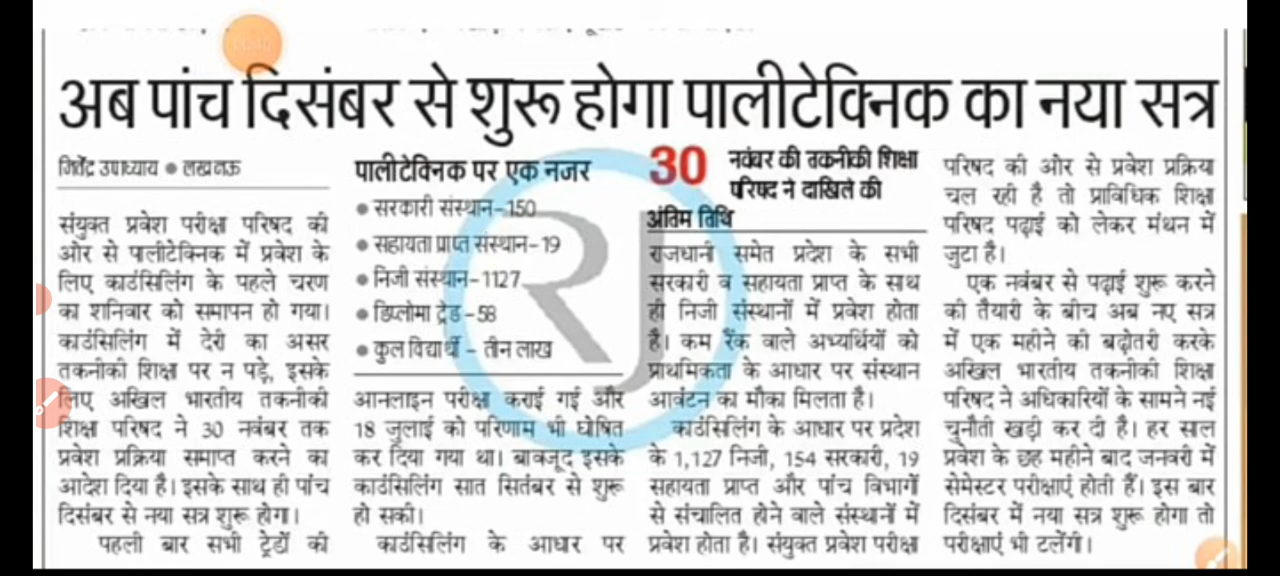 अब पांच दिसंबर से शुरू होगा पालीटेक्निक का नया सत्र
जितेंद्र उपाध्याय ● लखनऊ
संयुक्त प्रवेश परीक्षा परिषद की
ओर से पालीटेक्निक में प्रवेश के
लिए काउंसिलिंग के पहले चरण
का शनिवार को समापन हो गया।
काउंसिलिंग में देरी का असर
तकनीकी शिक्षा पर न पड़े, इसके
लिए अखिल भारतीय तकनीकी
शिक्षा परिषद ने 30 नवंबर तक
प्रवेश प्रक्रिया समाप्त करने का
आदेश दिया है। इसके साथ ही पांच
दिसंबर से नया सत्र शुरू होगा।
पहली बार सभी ट्रेडों की
पालीटेक्निक पर एक नजर
● सरकारी संस्थान-150
● सहायता प्राप्त संस्थान-19
● निजी संस्थान-1127
● डिप्लोमा ट्रेड-58
● कुल विद्यार्थी - तीन लाख
आनलाइन परीक्षा कराई गई और
18 जुलाई को परिणाम भी घोषित
कर दिया गया था। बावजूद इसके
काउंसिलिंग सात सितंबर से शुरू
हो सकी।
काउंसिलिंग के आधार पर
30 नवंबर की तकनीकी शिक्षा
परिषद ने दाखिले की
अंतिम तिथि
राजधानी समेत प्रदेश के सभी
सरकारी व सहायता प्राप्त के साथ
ही निजी संस्थानों में प्रवेश होता
है। कम रैंक वाले अभ्यर्थियों को
प्राथमिकता के आधार पर संस्थान
आवंटन का मौका मिलता है।
काउंसिलिंग के आधार पर प्रदेश
के 1,127 निजी, 154 सरकारी, 19
सहायता प्राप्त और पांच विभागों
से संचालित होने वाले संस्थानों में
प्रवेश होता है। संयुक्त प्रवेश परीक्षा
परिषद की ओर से प्रवेश प्रक्रिया
चल रही है तो प्राविधिक शिक्षा
परिषद पढ़ाई को लेकर मंथन में
जुटा है।
एक नवंबर से पढ़ाई शुरू करने
की तैयारी के बीच अब नए सत्र
में एक महीने की बढ़ोतरी करके
अखिल भारतीय तकनीकी शिक्षा
परिषद ने अधिकारियों के सामने नई
चुनौती खड़ी कर दी है। हर साल
प्रवेश के छह महीने बाद जनवरी में
सेमेस्टर परीक्षाएं होती हैं। इस बार
दिसंबर में नया सत्र शुरू होगा तो
परीक्षाएं भी टलेंगी।
RJ